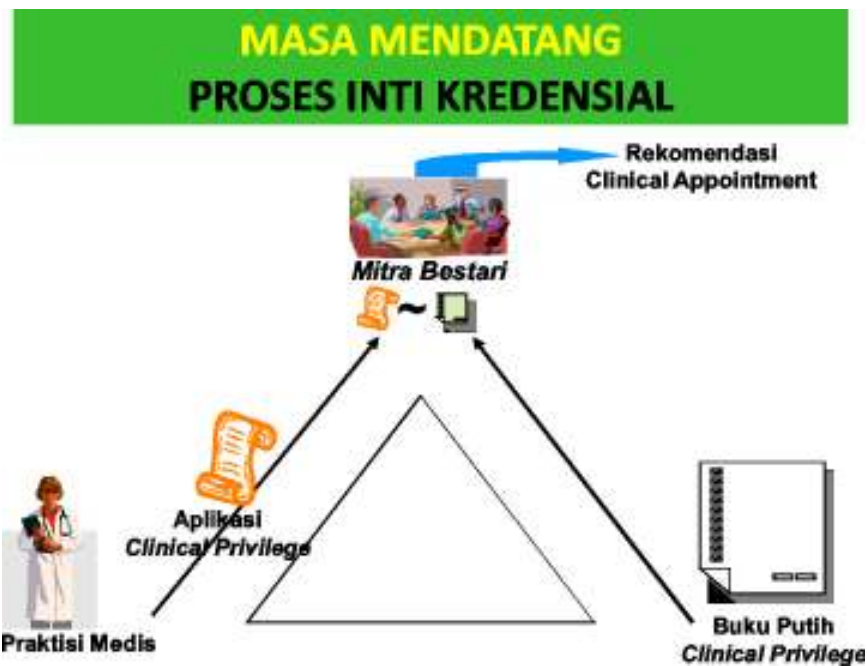 MASA MENDATANG
PROSES INTI KREDENSIAL
Rekomendasi
Clinical Appointment
Mitra Bestari
~
Aplikasi
Clinical Privilege
Praktisi Medis
Buku Putih
Clinical Privilege